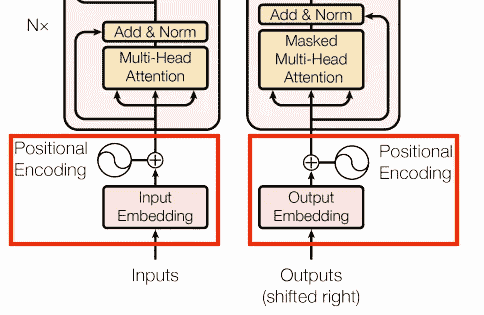 N×
Add & Norm
Multi-Head
Attention
Positional
Encoding
Input
Embedding
Inputs
Add & Norm
Masked
Multi-Head
Attention
Positional
Encoding
Output
Embedding
Outputs
(shifted right)